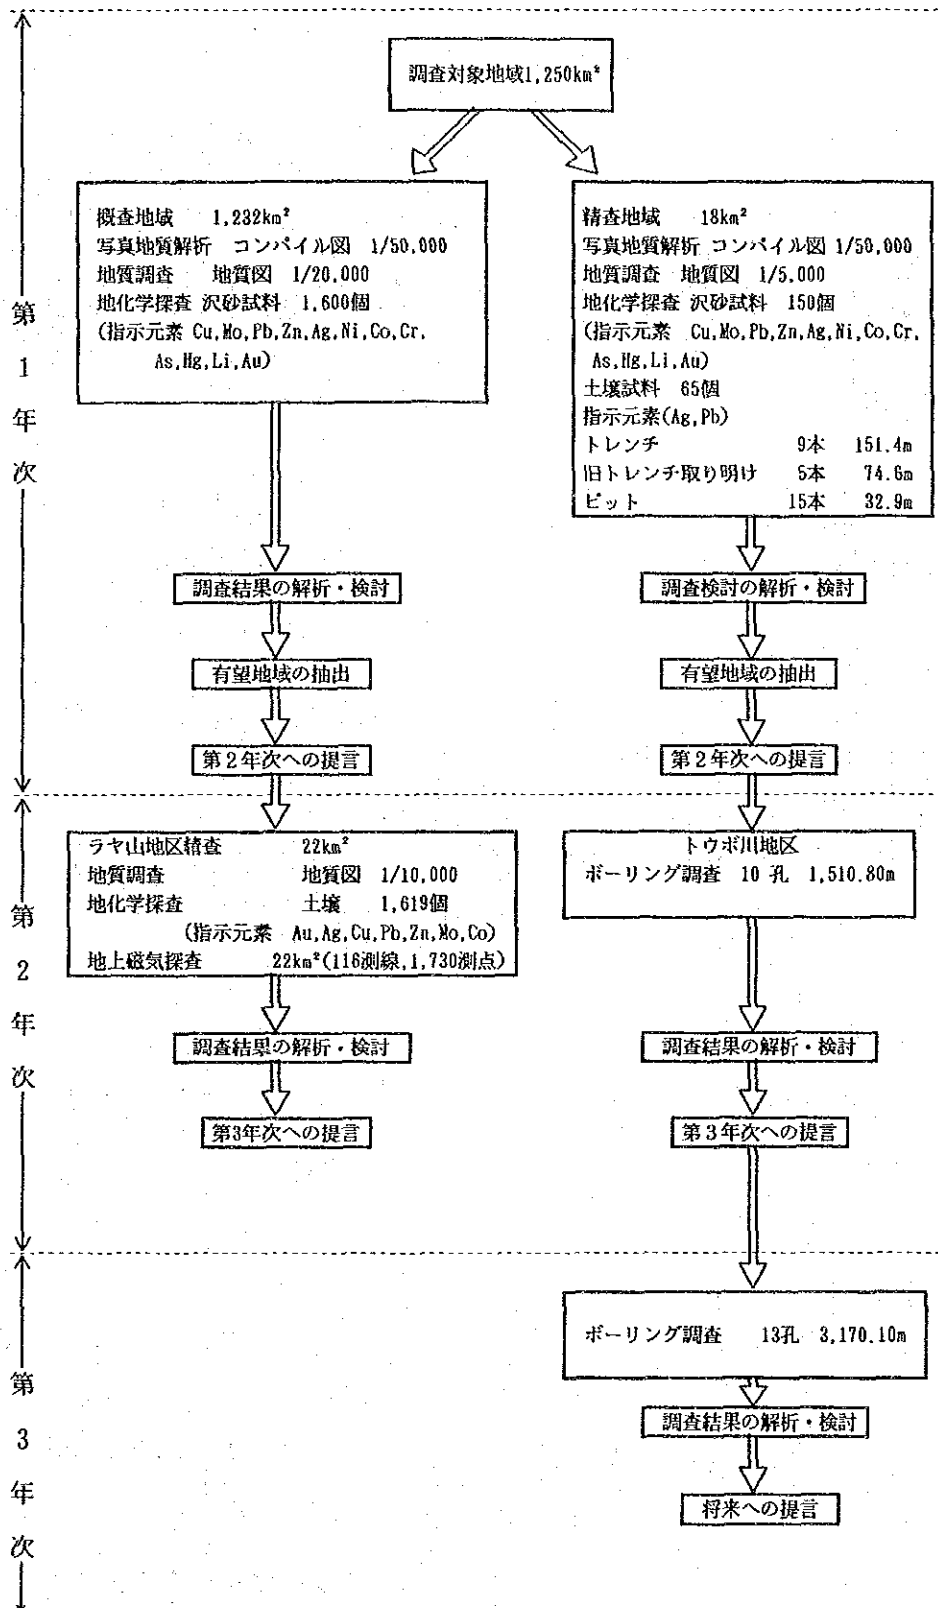 調査対象地域1,250km²
第1年次
概査地域 1,232km²
写真地質解析 コンパイル図 1/50,000
地質調査 地質図 1/20,000
地化学探査 沢砂試料 1,600個
(指示元素 Cu,Mo,Pb,Zn,Ag,Ni,Co,Cr,
As,Hg,Li,Au)
調査結果の解析・検討
有望地域の抽出
第2年次への提言
精査地域 18km²
写真地質解析 コンパイル図 1/50,000
地質調査 地質図 1/5,000
地化学探査 沢砂試料 150個
(指示元素 Cu,Mo,Pb,Zn,Ag,Ni,Co,Cr,
As,Hg,Li,Au)
土壌試料 65個
指示元素(Ag,Pb)
トレンチ 9本 151.4m
旧トレンチ取り明け 5本 74.6m
ピット 15本 32.9m
調査検討の解析・検討
有望地域の抽出
第2年次への提言
第2年次
ラヤ山地区精査 22km²
地質調査 地質図 1/10,000
地化学探査 土壌 1,619個
(指示元素 Au,Ag,Cu,Pb,Zn,Mo,Co)
地上磁気探査 22km²(116測線,1,730測点)
調査結果の解析・検討
第3年次への提言
トウボ川地区
ボーリング調査 10 孔 1,510.80m
調査結果の解析・検討
第3年次への提言
第3年次
ボーリング調査 13孔 3,170.10m
調査結果の解析・検討
将来への提言